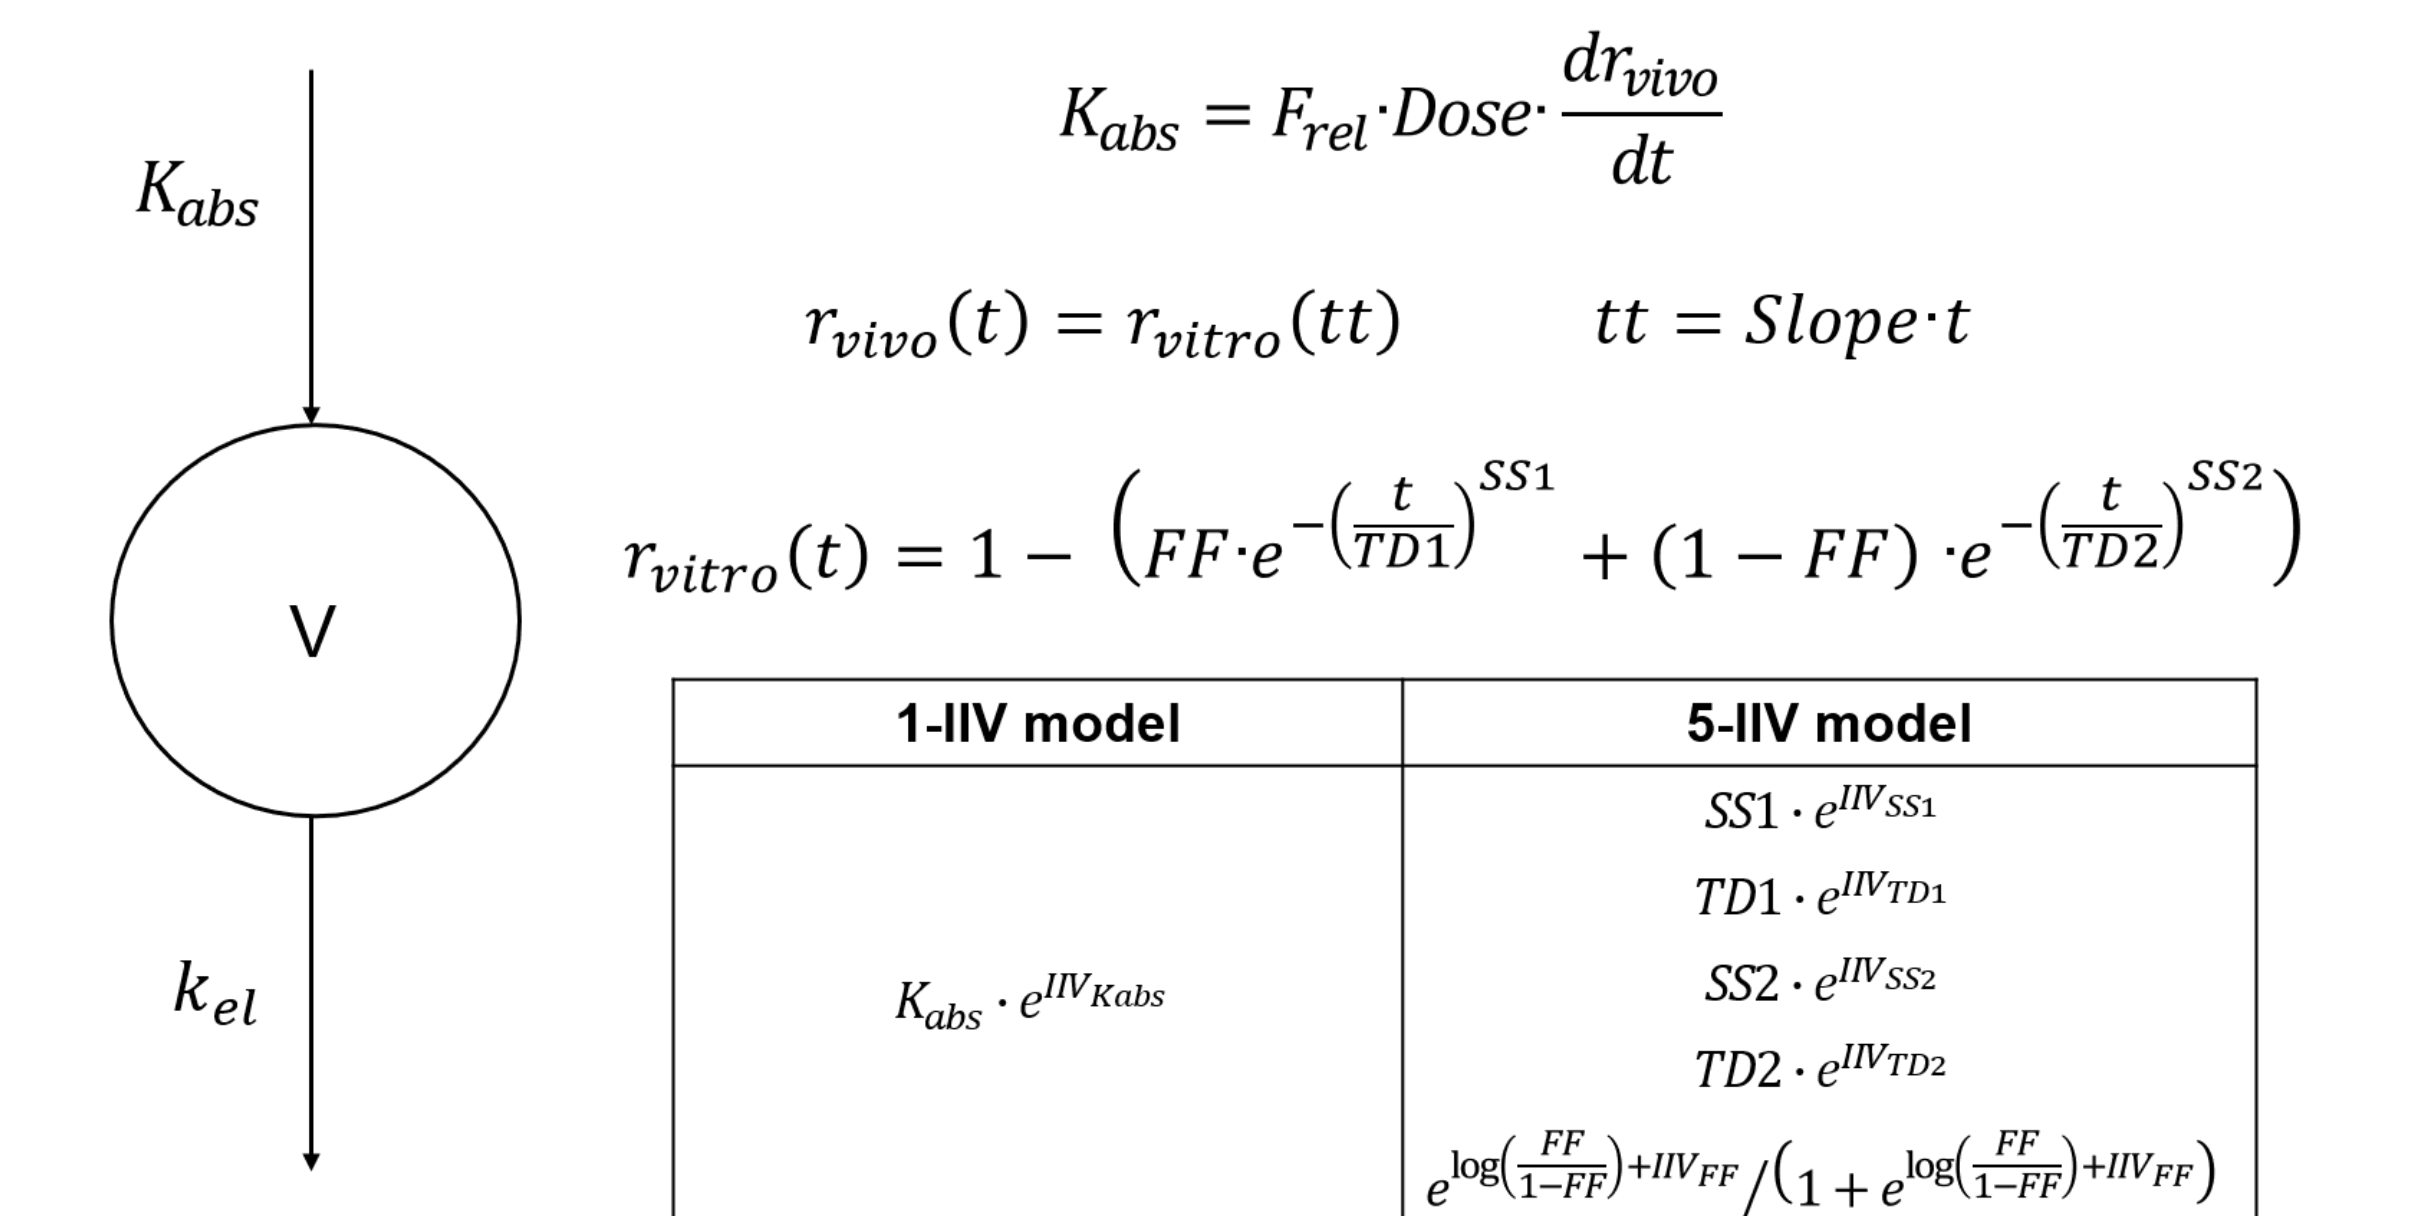 K_abs
V
k_el
K_abs = F_rel · Dose · dr_vivo/dt
r_vivo(t) = r_vitro(tt)    tt = Slope · t
r_vitro(t) = 1 − (FF · e^(−(t/TD1)^SS1) + (1 − FF) · e^(−(t/TD2)^SS2))
1-IIV model    5-IIV model
K_abs · e^(IIV_Kabs)
SS1 · e^(IIV_SS1)
TD1 · e^(IIV_TD1)
SS2 · e^(IIV_SS2)
TD2 · e^(IIV_TD2)
e^(log(FF/(1−FF))+IIV_FF) / (1 + e^(log(FF/(1−FF))+IIV_FF))